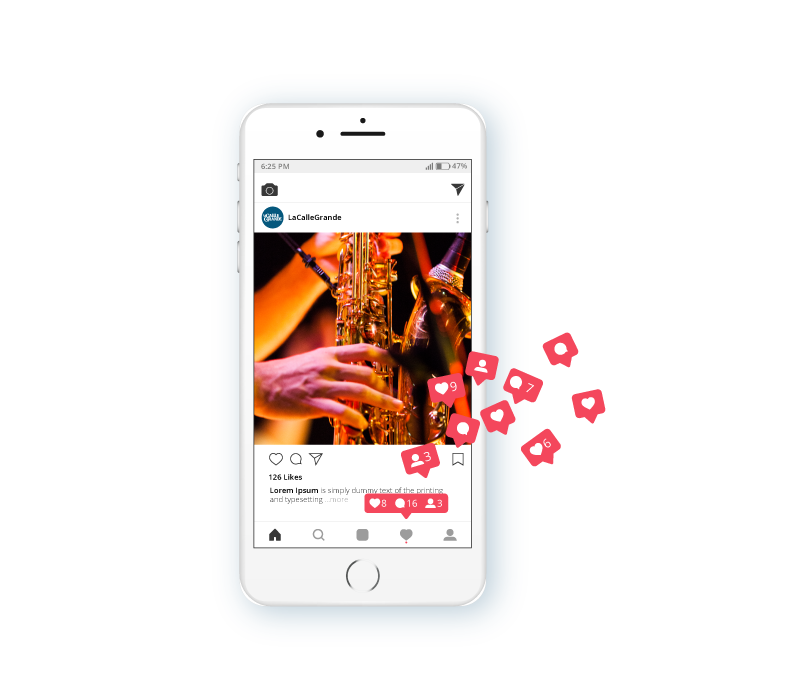 6:25 PM 47%
LaCalleGrande
9
7
6
3
126 Likes
Lorem Ipsum is simply dummy text of the printing
and typesetting ...more
8 16 3